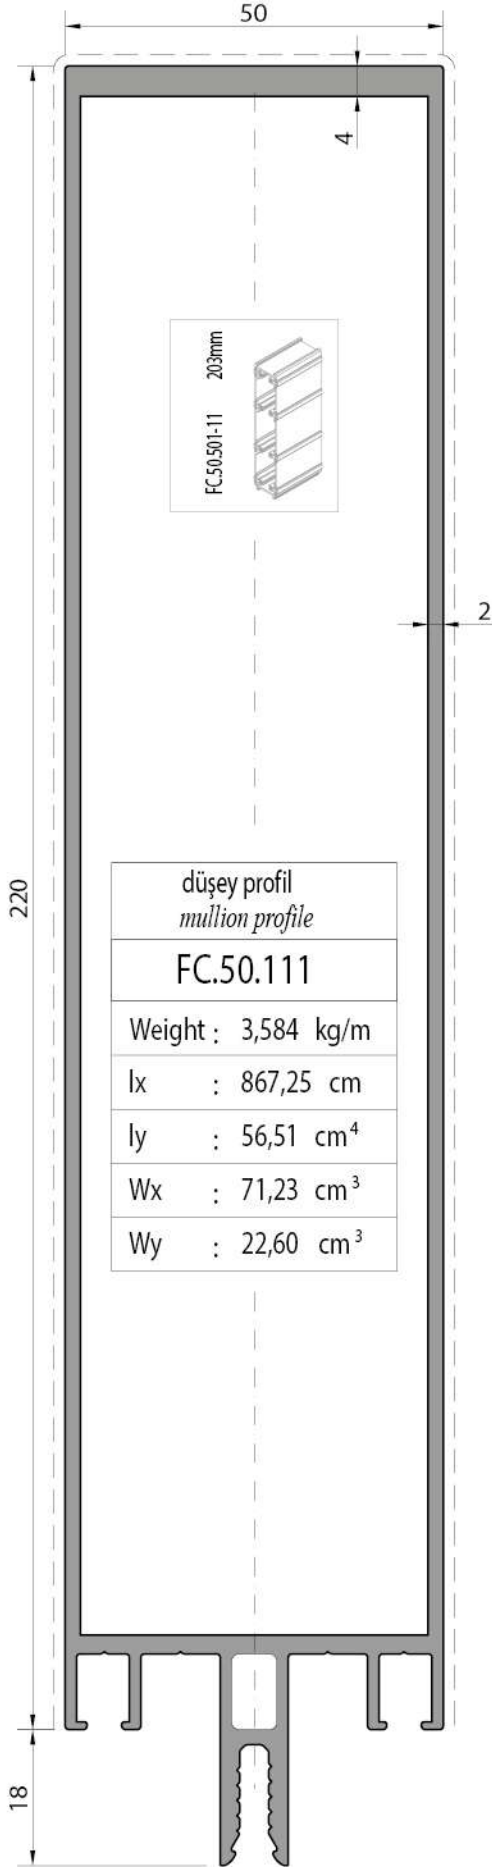 50
4
203mm
FC.50.501-11
2
220
düşey profil
mullion profile
FC.50.111
Weight : 3,584 kg/m
Ix : 867,25 cm
Iy : 56,51 cm⁴
Wx : 71,23 cm³
Wy : 22,60 cm³
18